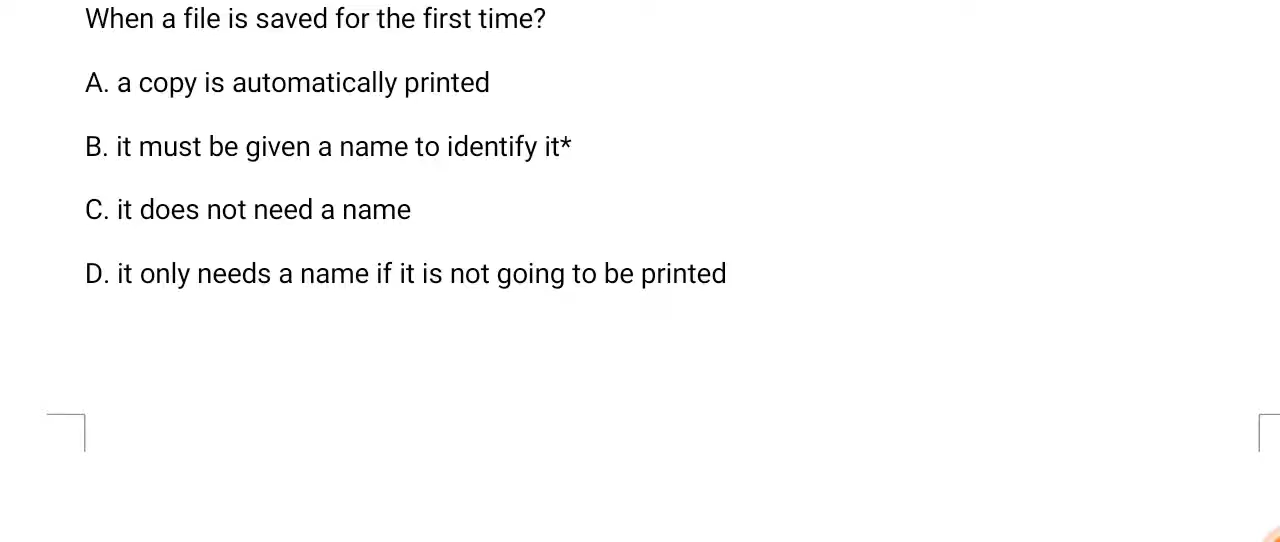 When a file is saved for the first time?
A. a copy is automatically printed
B. it must be given a name to identify it*
C. it does not need a name
D. it only needs a name if it is not going to be printed